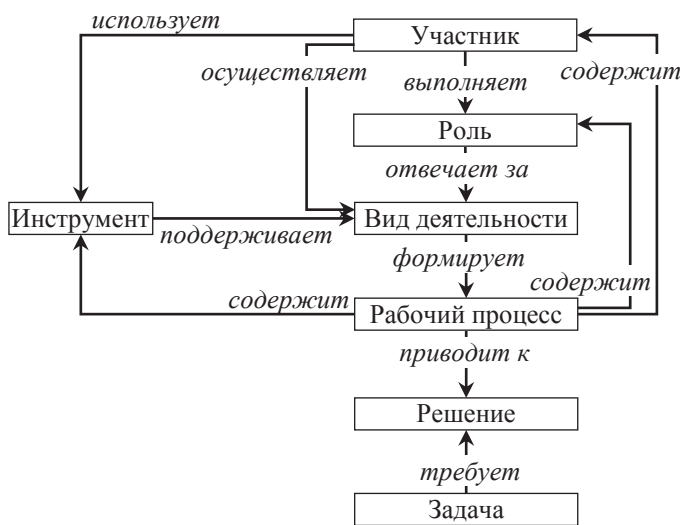 использует
Участник
осуществляет
содержит
выполняет
Роль
отвечает за
Инструмент
Вид деятельности
поддерживает
формирует
содержит
содержит
Рабочий процесс
приводит к
Решение
требует
Задача